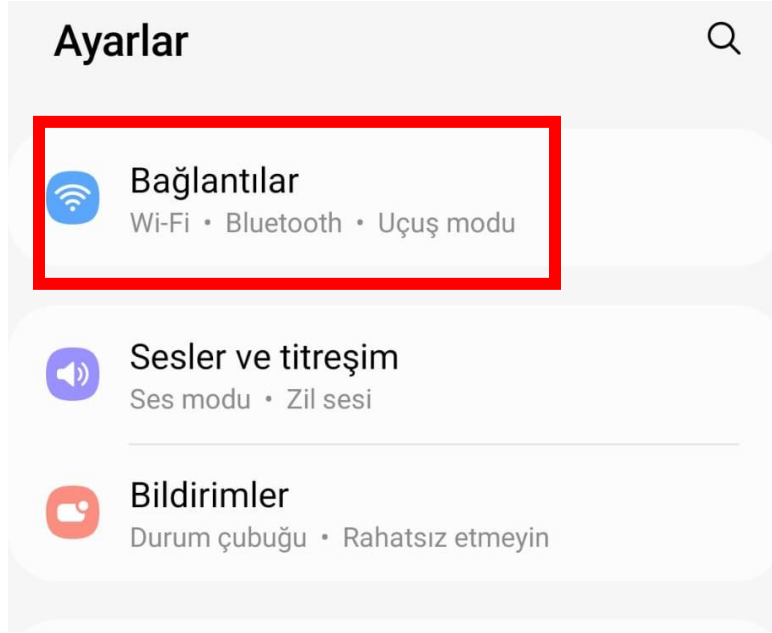 Ayarlar
Bağlantılar
Wi-Fi • Bluetooth • Uçuş modu
Sesler ve titreşim
Ses modu • Zil sesi
Bildirimler
Durum çubuğu • Rahatsız etmeyin